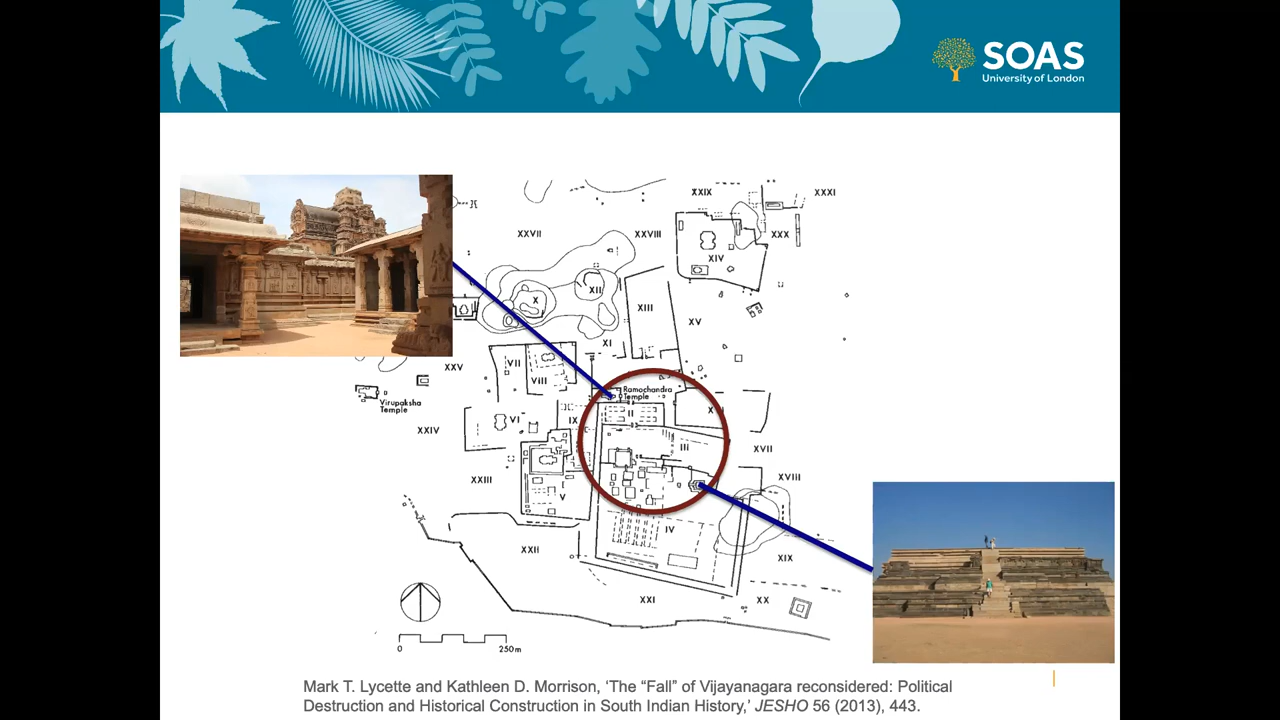 SOAS
University of London
XXIX
XXXI
XXVII
XXVIII
XXX
XIV
XII
X
XIII
XV
XI
XXV
VII
VIII
Ramachandra
Temple
Virupaksha
Temple
II
VI
IX
XXIV
III
XVII
XXIII
XVIII
V
IV
XXII
XIX
XXI
XX
0
250m
Mark T. Lycette and Kathleen D. Morrison, ‘The “Fall” of Vijayanagara reconsidered: Political
Destruction and Historical Construction in South Indian History,’ JESHO 56 (2013), 443.